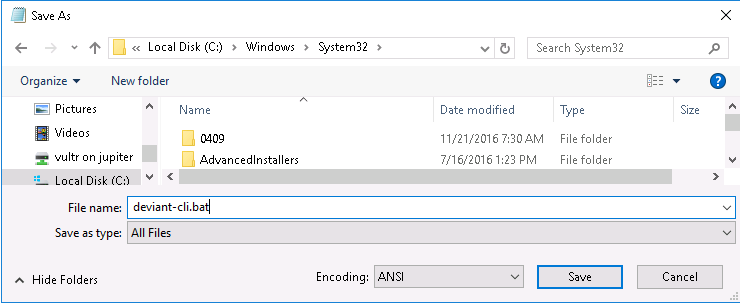 Save As
Local Disk (C:) Windows System32 Search System32
Organize New folder
Pictures
Videos
vultr on jupiter
Local Disk (C:)
Name Date modified Type Size
0409 11/21/2016 7:30 AM File folder
AdvancedInstallers 7/16/2016 1:23 PM File folder
File name: deviant-cli.bat
Save as type: All Files
Hide Folders Encoding: ANSI Save Cancel